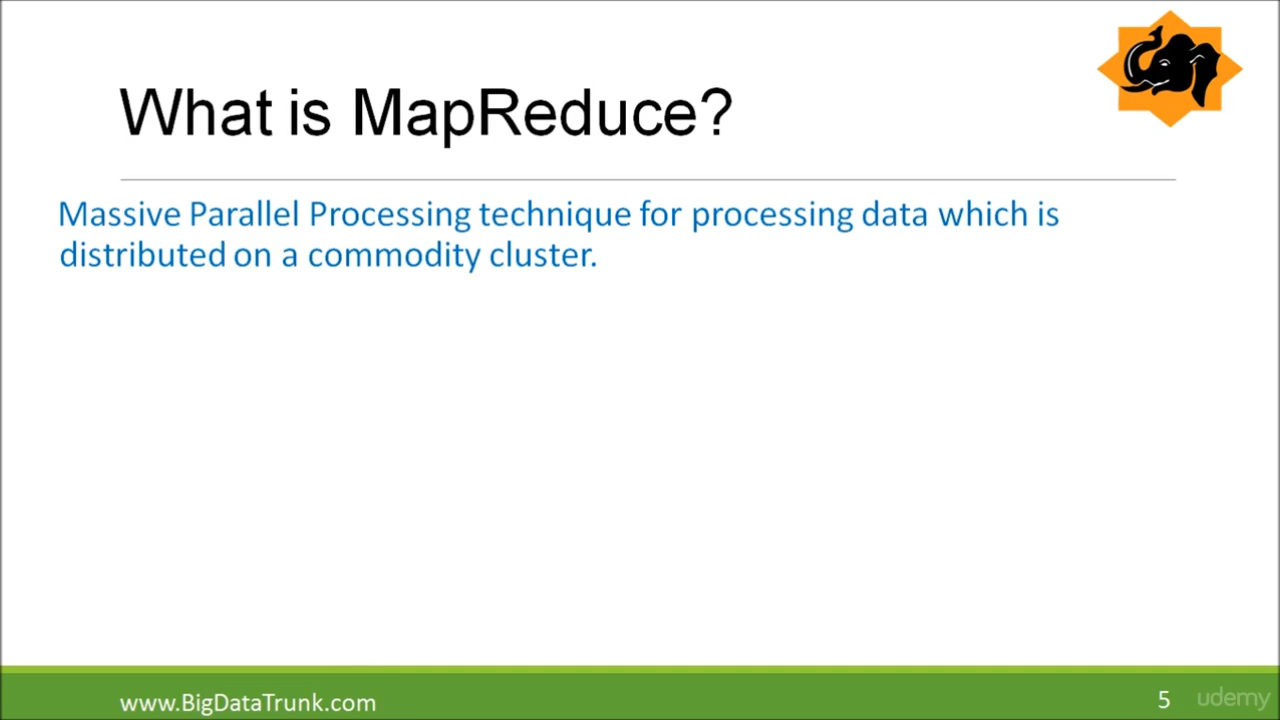 What is MapReduce?
Massive Parallel Processing technique for processing data which is
distributed on a commodity cluster.
www.BigDataTrunk.com
5
udemy